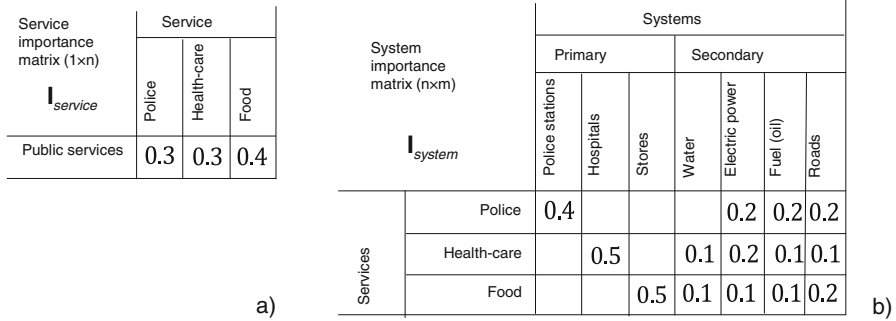 Service importance matrix (1×n)
I service
Service
Police
Health-care
Food
Public services 0.3 0.3 0.4
a)
System importance matrix (n×m)
I system
Systems
Primary Secondary
Police stations
Hospitals
Stores
Water
Electric power
Fuel (oil)
Roads
Services
Police 0.4 0.2 0.2 0.2
Health-care 0.5 0.1 0.2 0.1 0.1
Food 0.5 0.1 0.1 0.1 0.2
b)